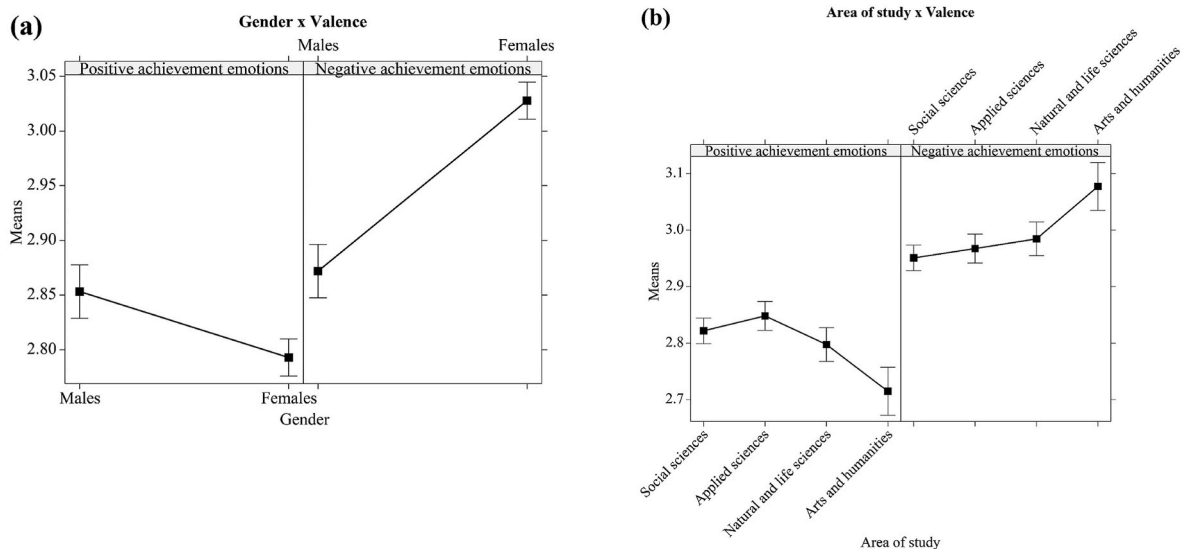 (a)
Gender x Valence
Males Females
Positive achievement emotions Negative achievement emotions
3.05
3.00
2.95
2.90
2.85
2.80
Means
Males Females
Gender
(b)
Area of study x Valence
Social sciences
Applied sciences
Natural and life sciences
Arts and humanities
Positive achievement emotions Negative achievement emotions
3.1
3.0
2.9
2.8
2.7
Means
Social sciences
Applied sciences
Natural and life sciences
Arts and humanities
Area of study